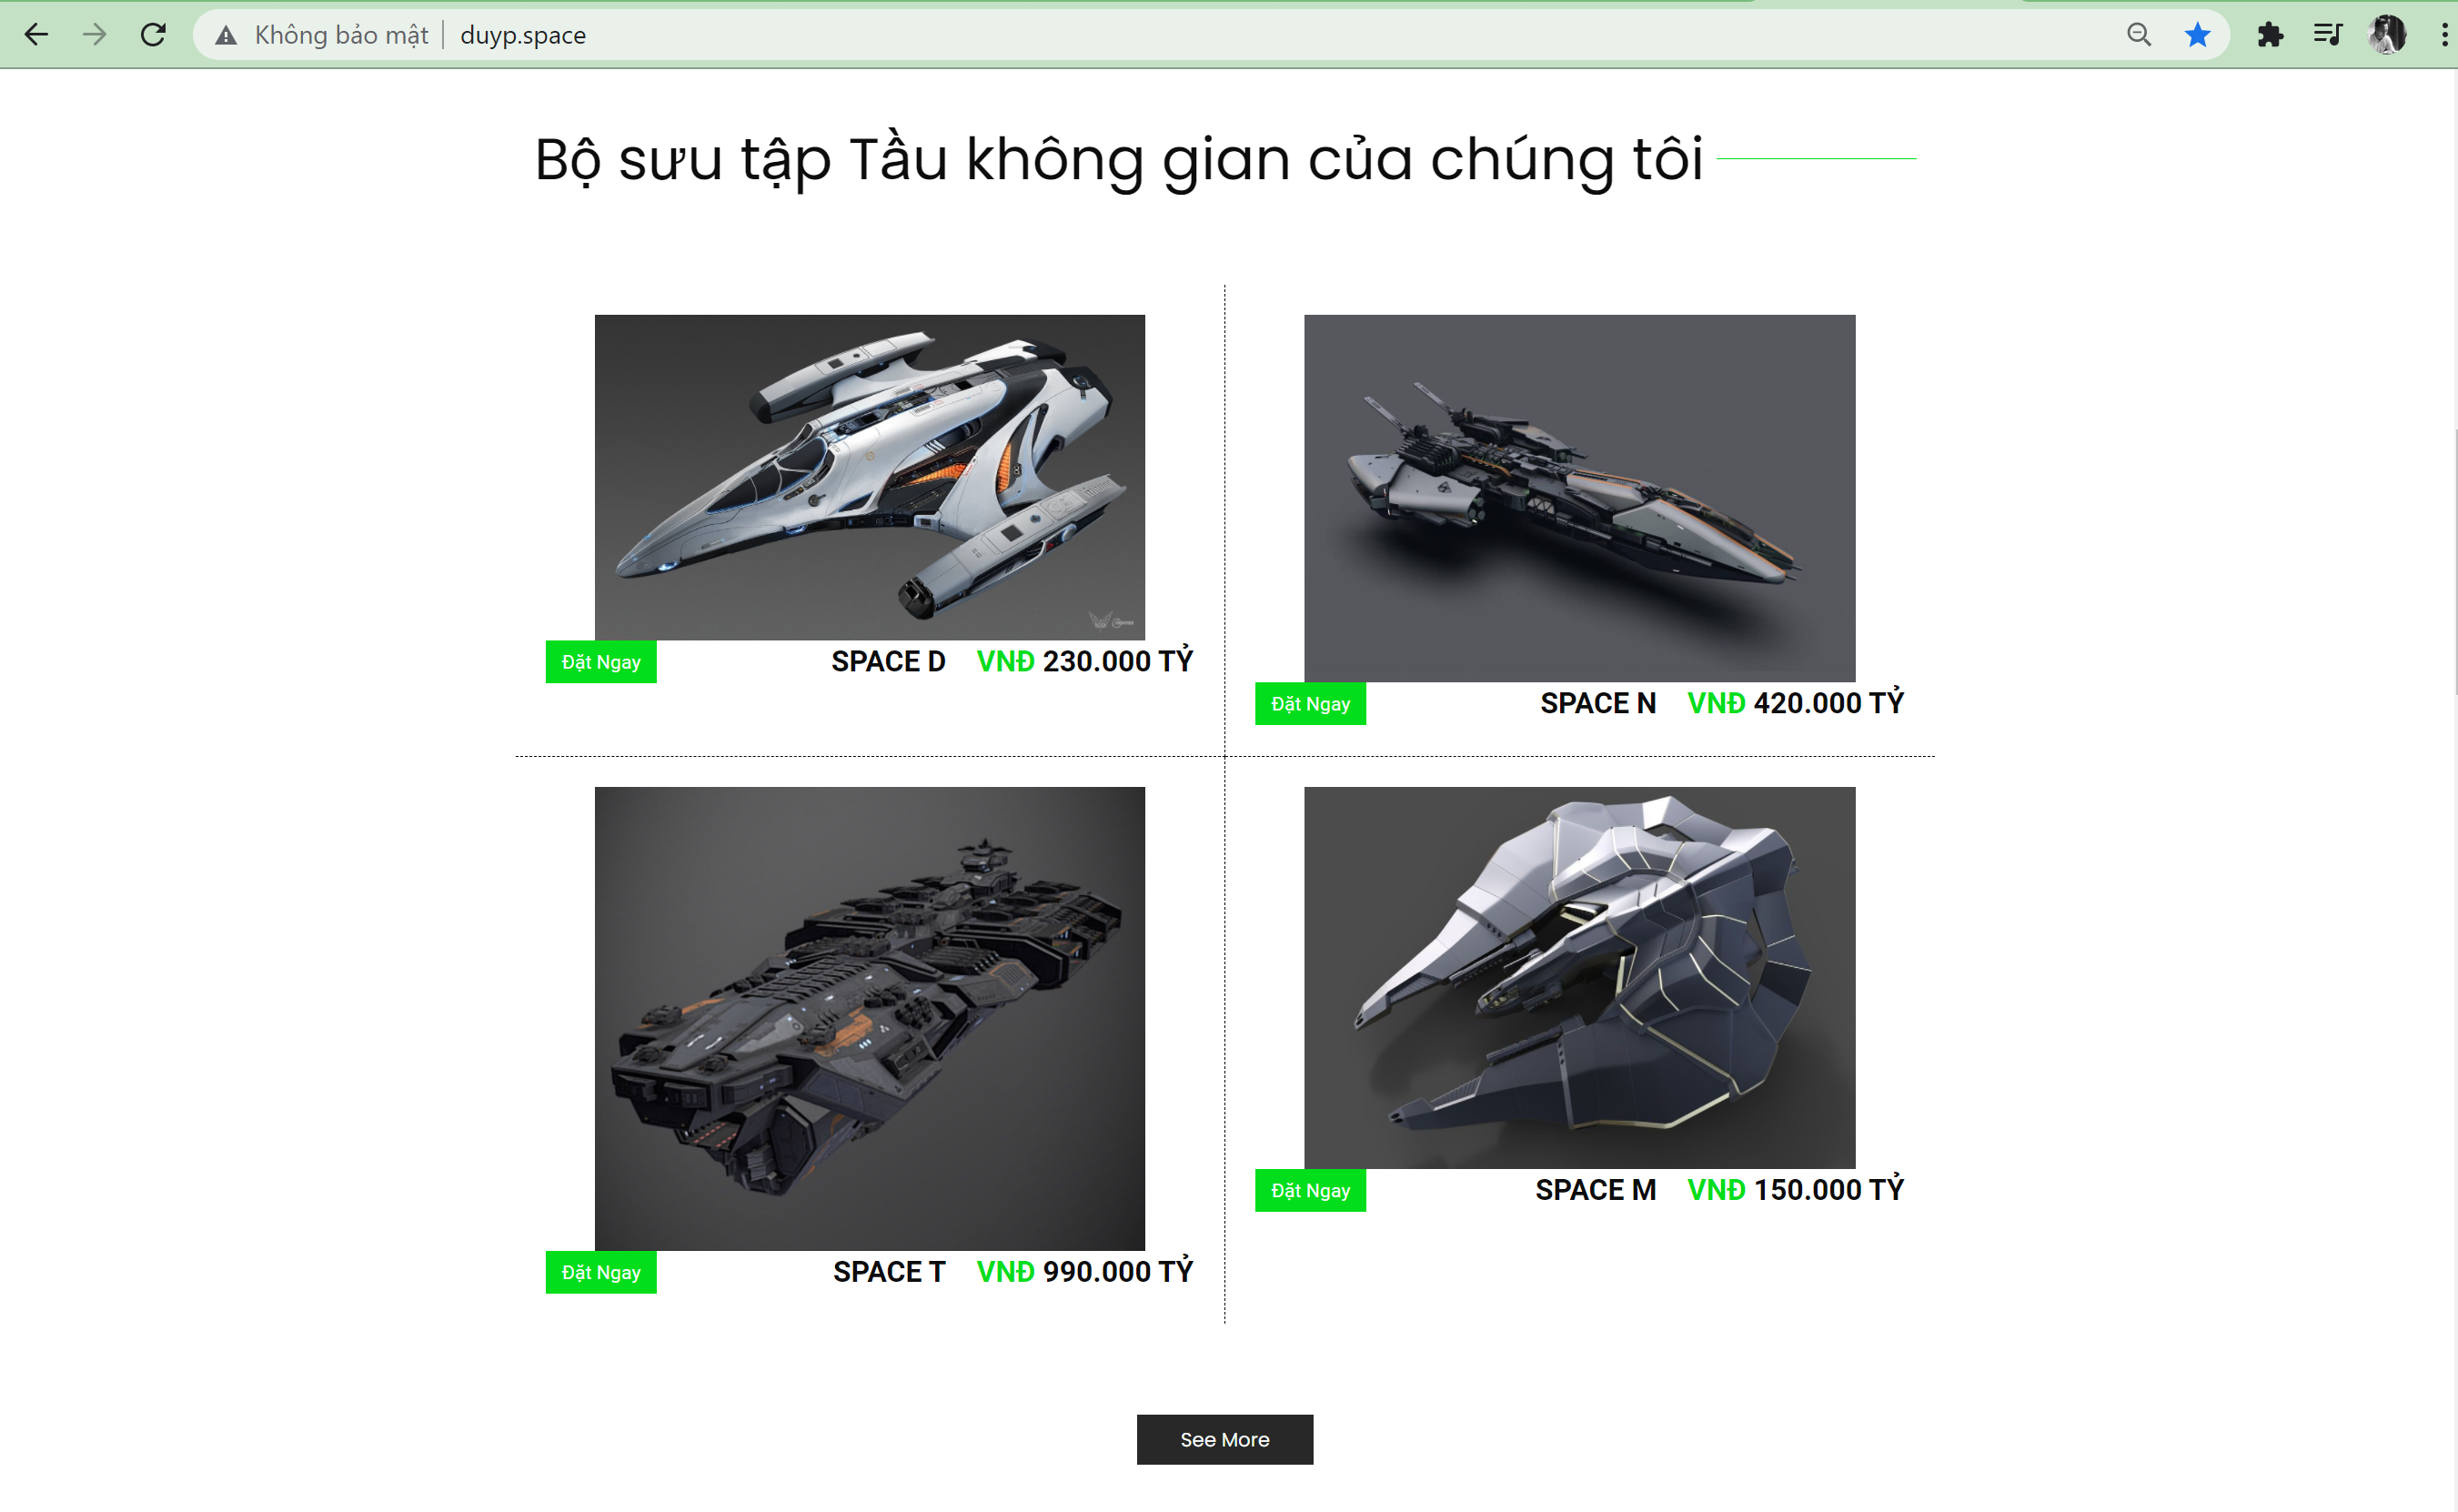 Không bảo mật
duyp.space
Bộ sưu tập Tầu không gian của chúng tôi
Đặt Ngay
SPACE D VNĐ 230.000 TỶ
Đặt Ngay
SPACE N VNĐ 420.000 TỶ
Đặt Ngay
SPACE T VNĐ 990.000 TỶ
Đặt Ngay
SPACE M VNĐ 150.000 TỶ
See More